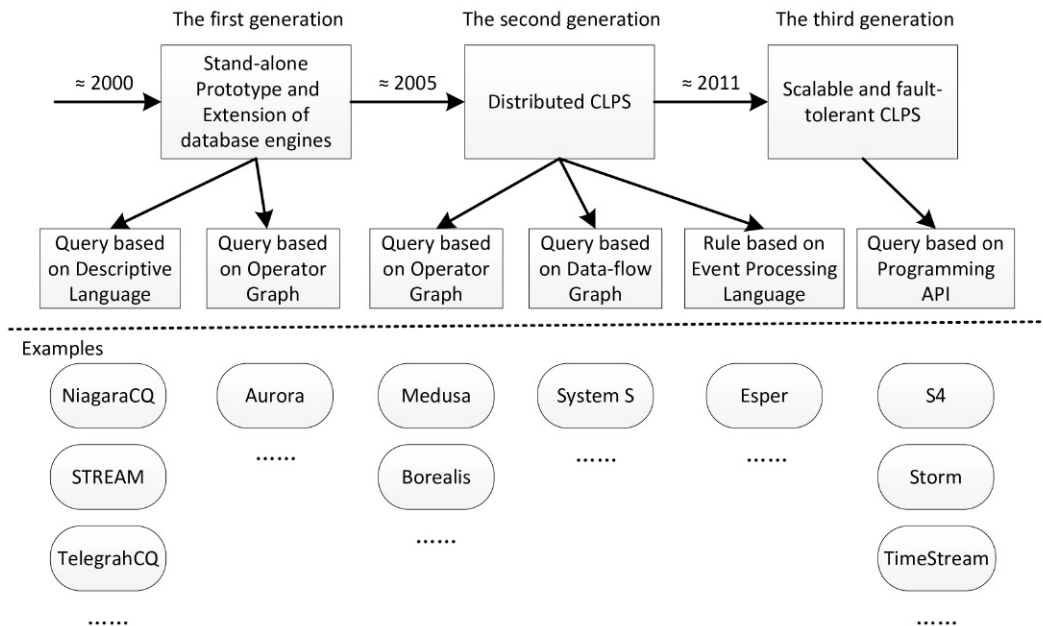 The first generation
The second generation
The third generation
≈ 2000
Stand-alone
Prototype and
Extension of
database engines
≈ 2005
Distributed CLPS
≈ 2011
Scalable and fault-
tolerant CLPS
Query based
on Descriptive
Language
Query based
on Operator
Graph
Query based
on Operator
Graph
Query based
on Data-flow
Graph
Rule based on
Event Processing
Language
Query based on
Programming
API
Examples
NiagaraCQ
Aurora
Medusa
System S
Esper
S4
......
......
......
STREAM
Borealis
Storm
......
TelegrahCQ
TimeStream
......
......